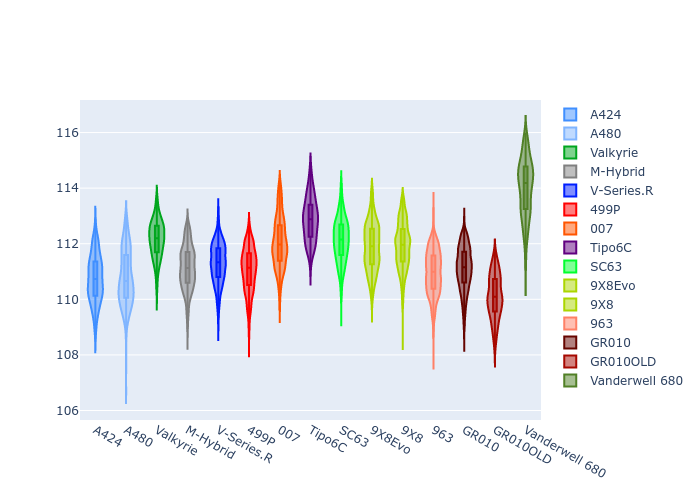 116
114
112
110
108
106
A424
A480
Valkyrie
M-Hybrid
V-Series.R
499P
007
Tipo6C
SC63
9X8Evo
9X8
963
GR010
GR010OLD
Vanderwell 680
A424
A480
Valkyrie
M-Hybrid
V-Series.R
499P
007
Tipo6C
SC63
9X8Evo
9X8
963
GR010
GR010OLD
Vanderwell 680